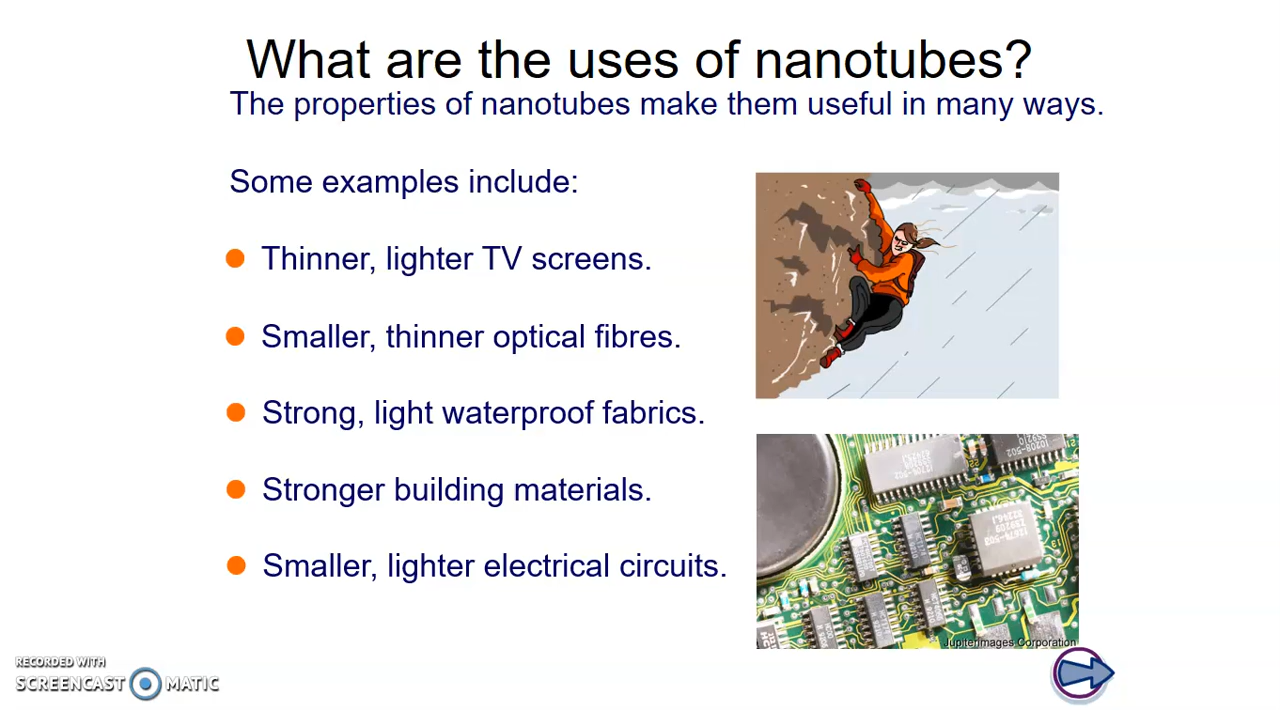 What are the uses of nanotubes?
The properties of nanotubes make them useful in many ways.
Some examples include:
Thinner, lighter TV screens.
Smaller, thinner optical fibres.
Strong, light waterproof fabrics.
Stronger building materials.
Smaller, lighter electrical circuits.
Jupiterimages Corporation
RECORDED WITH
SCREENCAST MATIC